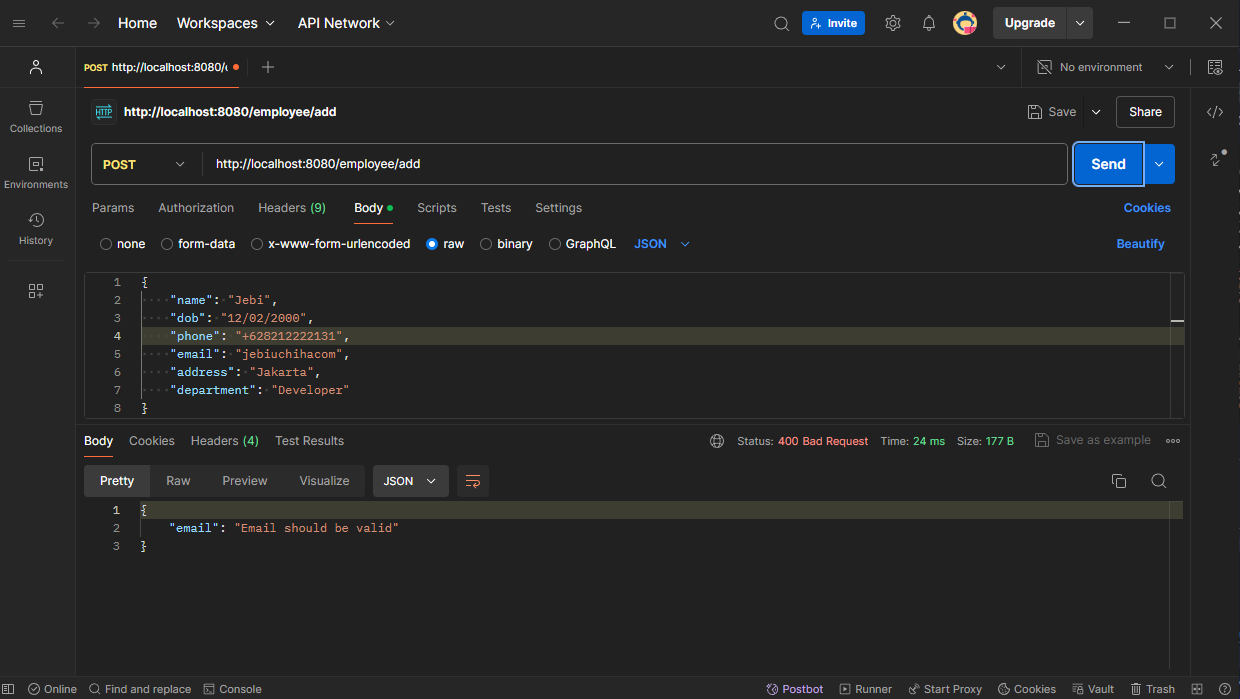 Home Workspaces API Network Invite Upgrade
POST http://localhost:8080/ No environment
HTTP http://localhost:8080/employee/add Save Share
Collections
POST http://localhost:8080/employee/add Send
Environments
Params Authorization Headers (9) Body Scripts Tests Settings Cookies
History
none form-data x-www-form-urlencoded raw binary GraphQL JSON Beautify
1 {
2 "name": "Jebi",
3 "dob": "12/02/2000",
4 "phone": "+628212222131",
5 "email": "jebiuchihacom",
6 "address": "Jakarta",
7 "department": "Developer"
8 }
Body Cookies Headers (4) Test Results Status: 400 Bad Request Time: 24 ms Size: 177 B Save as example
Pretty Raw Preview Visualize JSON
1 {
2 "email": "Email should be valid"
3 }
Online Find and replace Console Postbot Runner Start Proxy Cookies Vault Trash